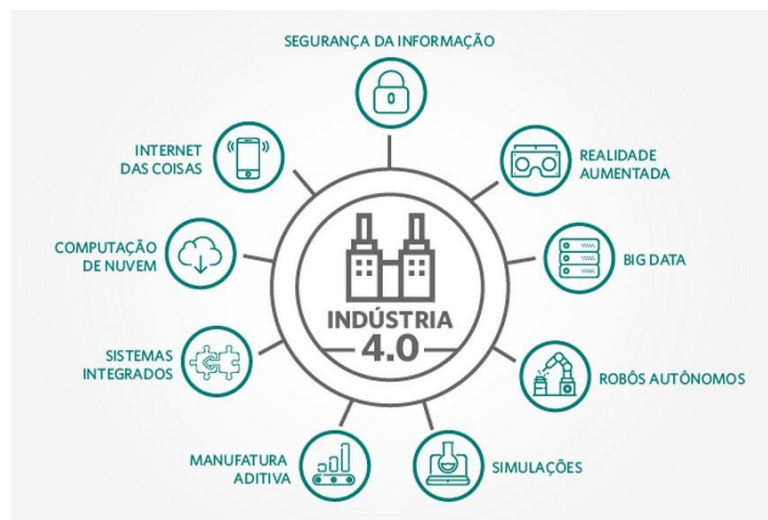 SEGURANÇA DA INFORMAÇÃO
INTERNET
DAS COISAS
REALIDADE
AUMENTADA
COMPUTAÇÃO
DE NUVEM
BIG DATA
INDÚSTRIA
4.0
SISTEMAS
INTEGRADOS
ROBÔS AUTÔNOMOS
MANUFATURA
ADITIVA
SIMULAÇÕES